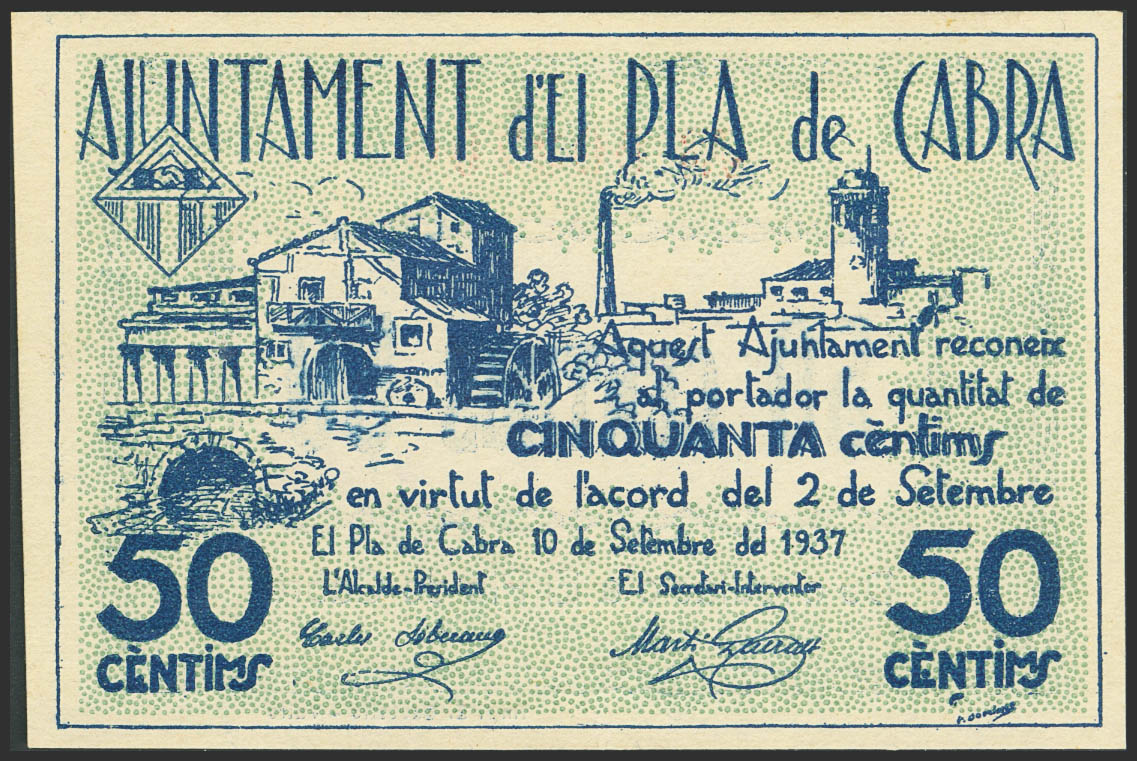 AJUNTAMENT d'El PLA de CABRA
Aquest Ajuntament reconeix
al portador la quantitat de
CINQUANTA cèntims
en virtut de l'acord del 2 de Setembre
El Pla de Cabra 10 de Setembre del 1937
L'Alcalde-President El Secretari-Interventor
Carles Martí
50 50
CÈNTIMS CÈNTIMS